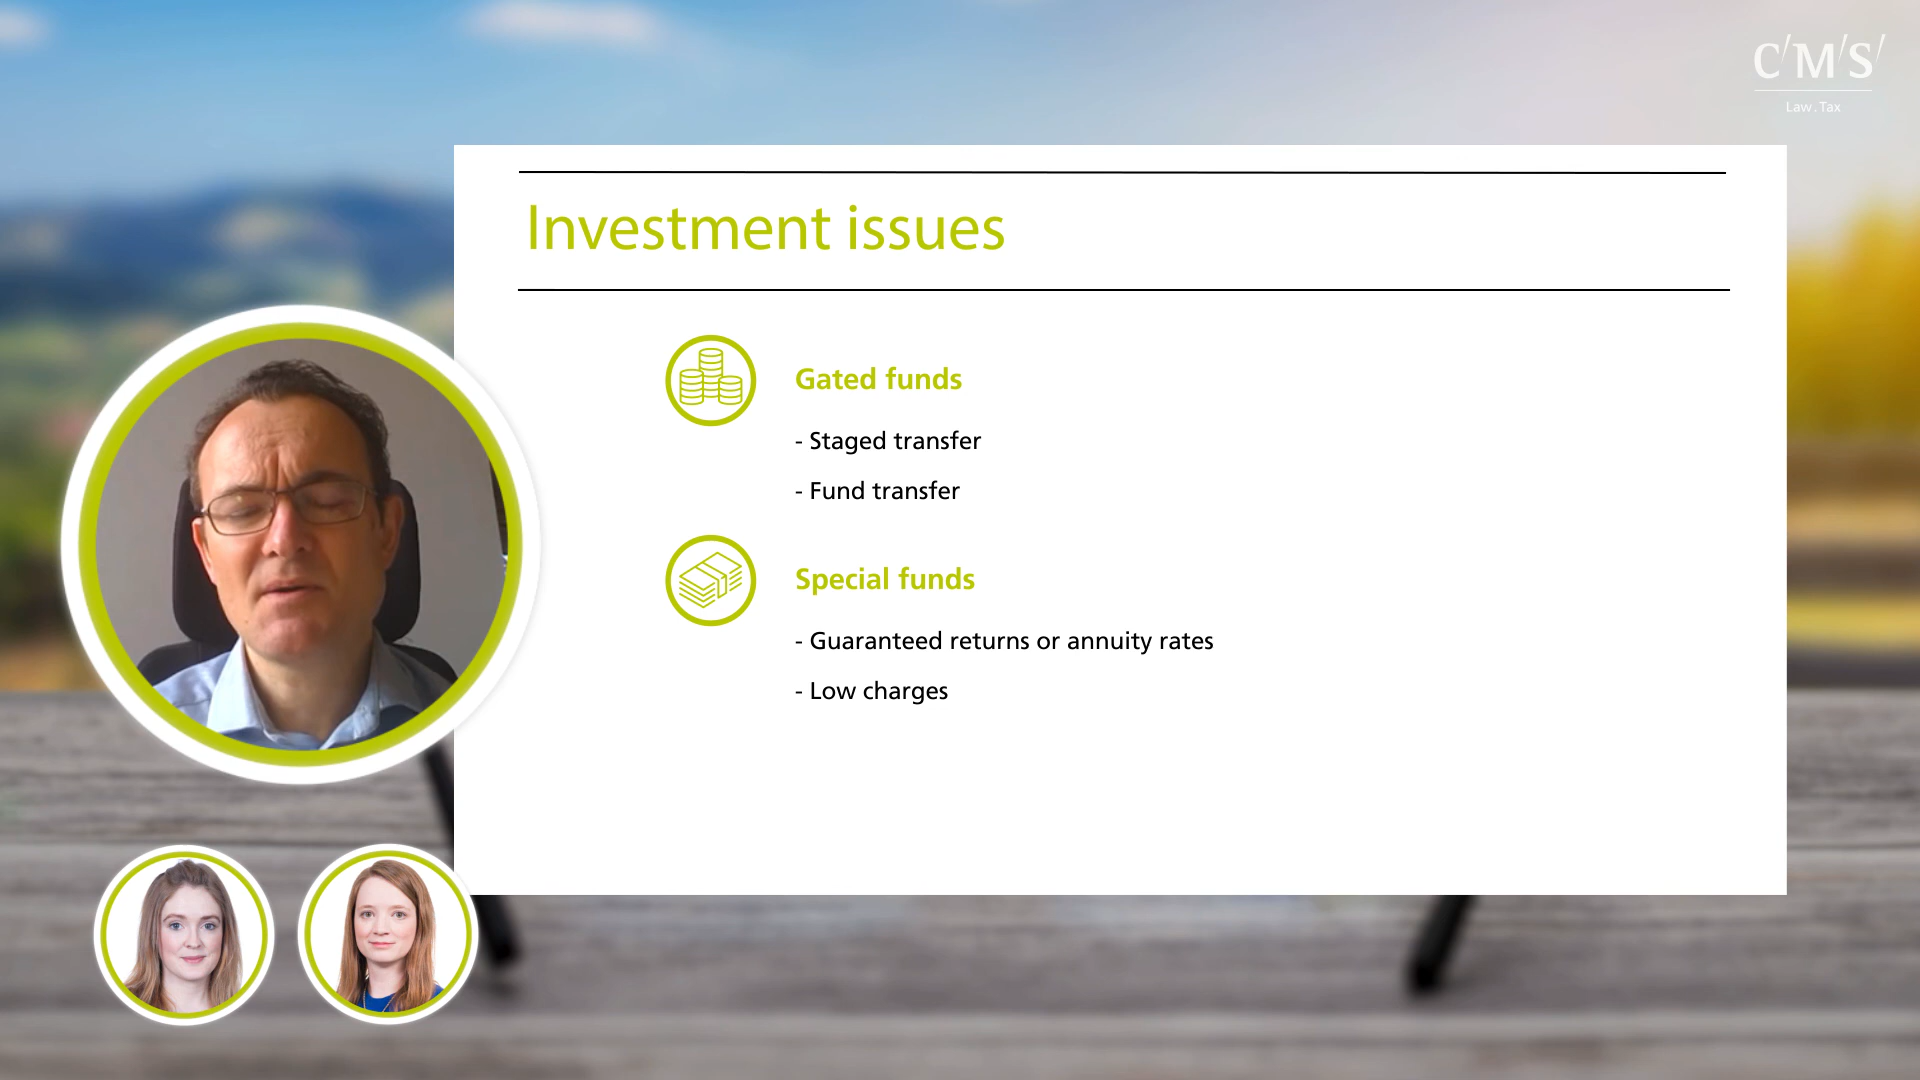 C/M/S/
Law.Tax
Investment issues
Gated funds
- Staged transfer
- Fund transfer
Special funds
- Guaranteed returns or annuity rates
- Low charges